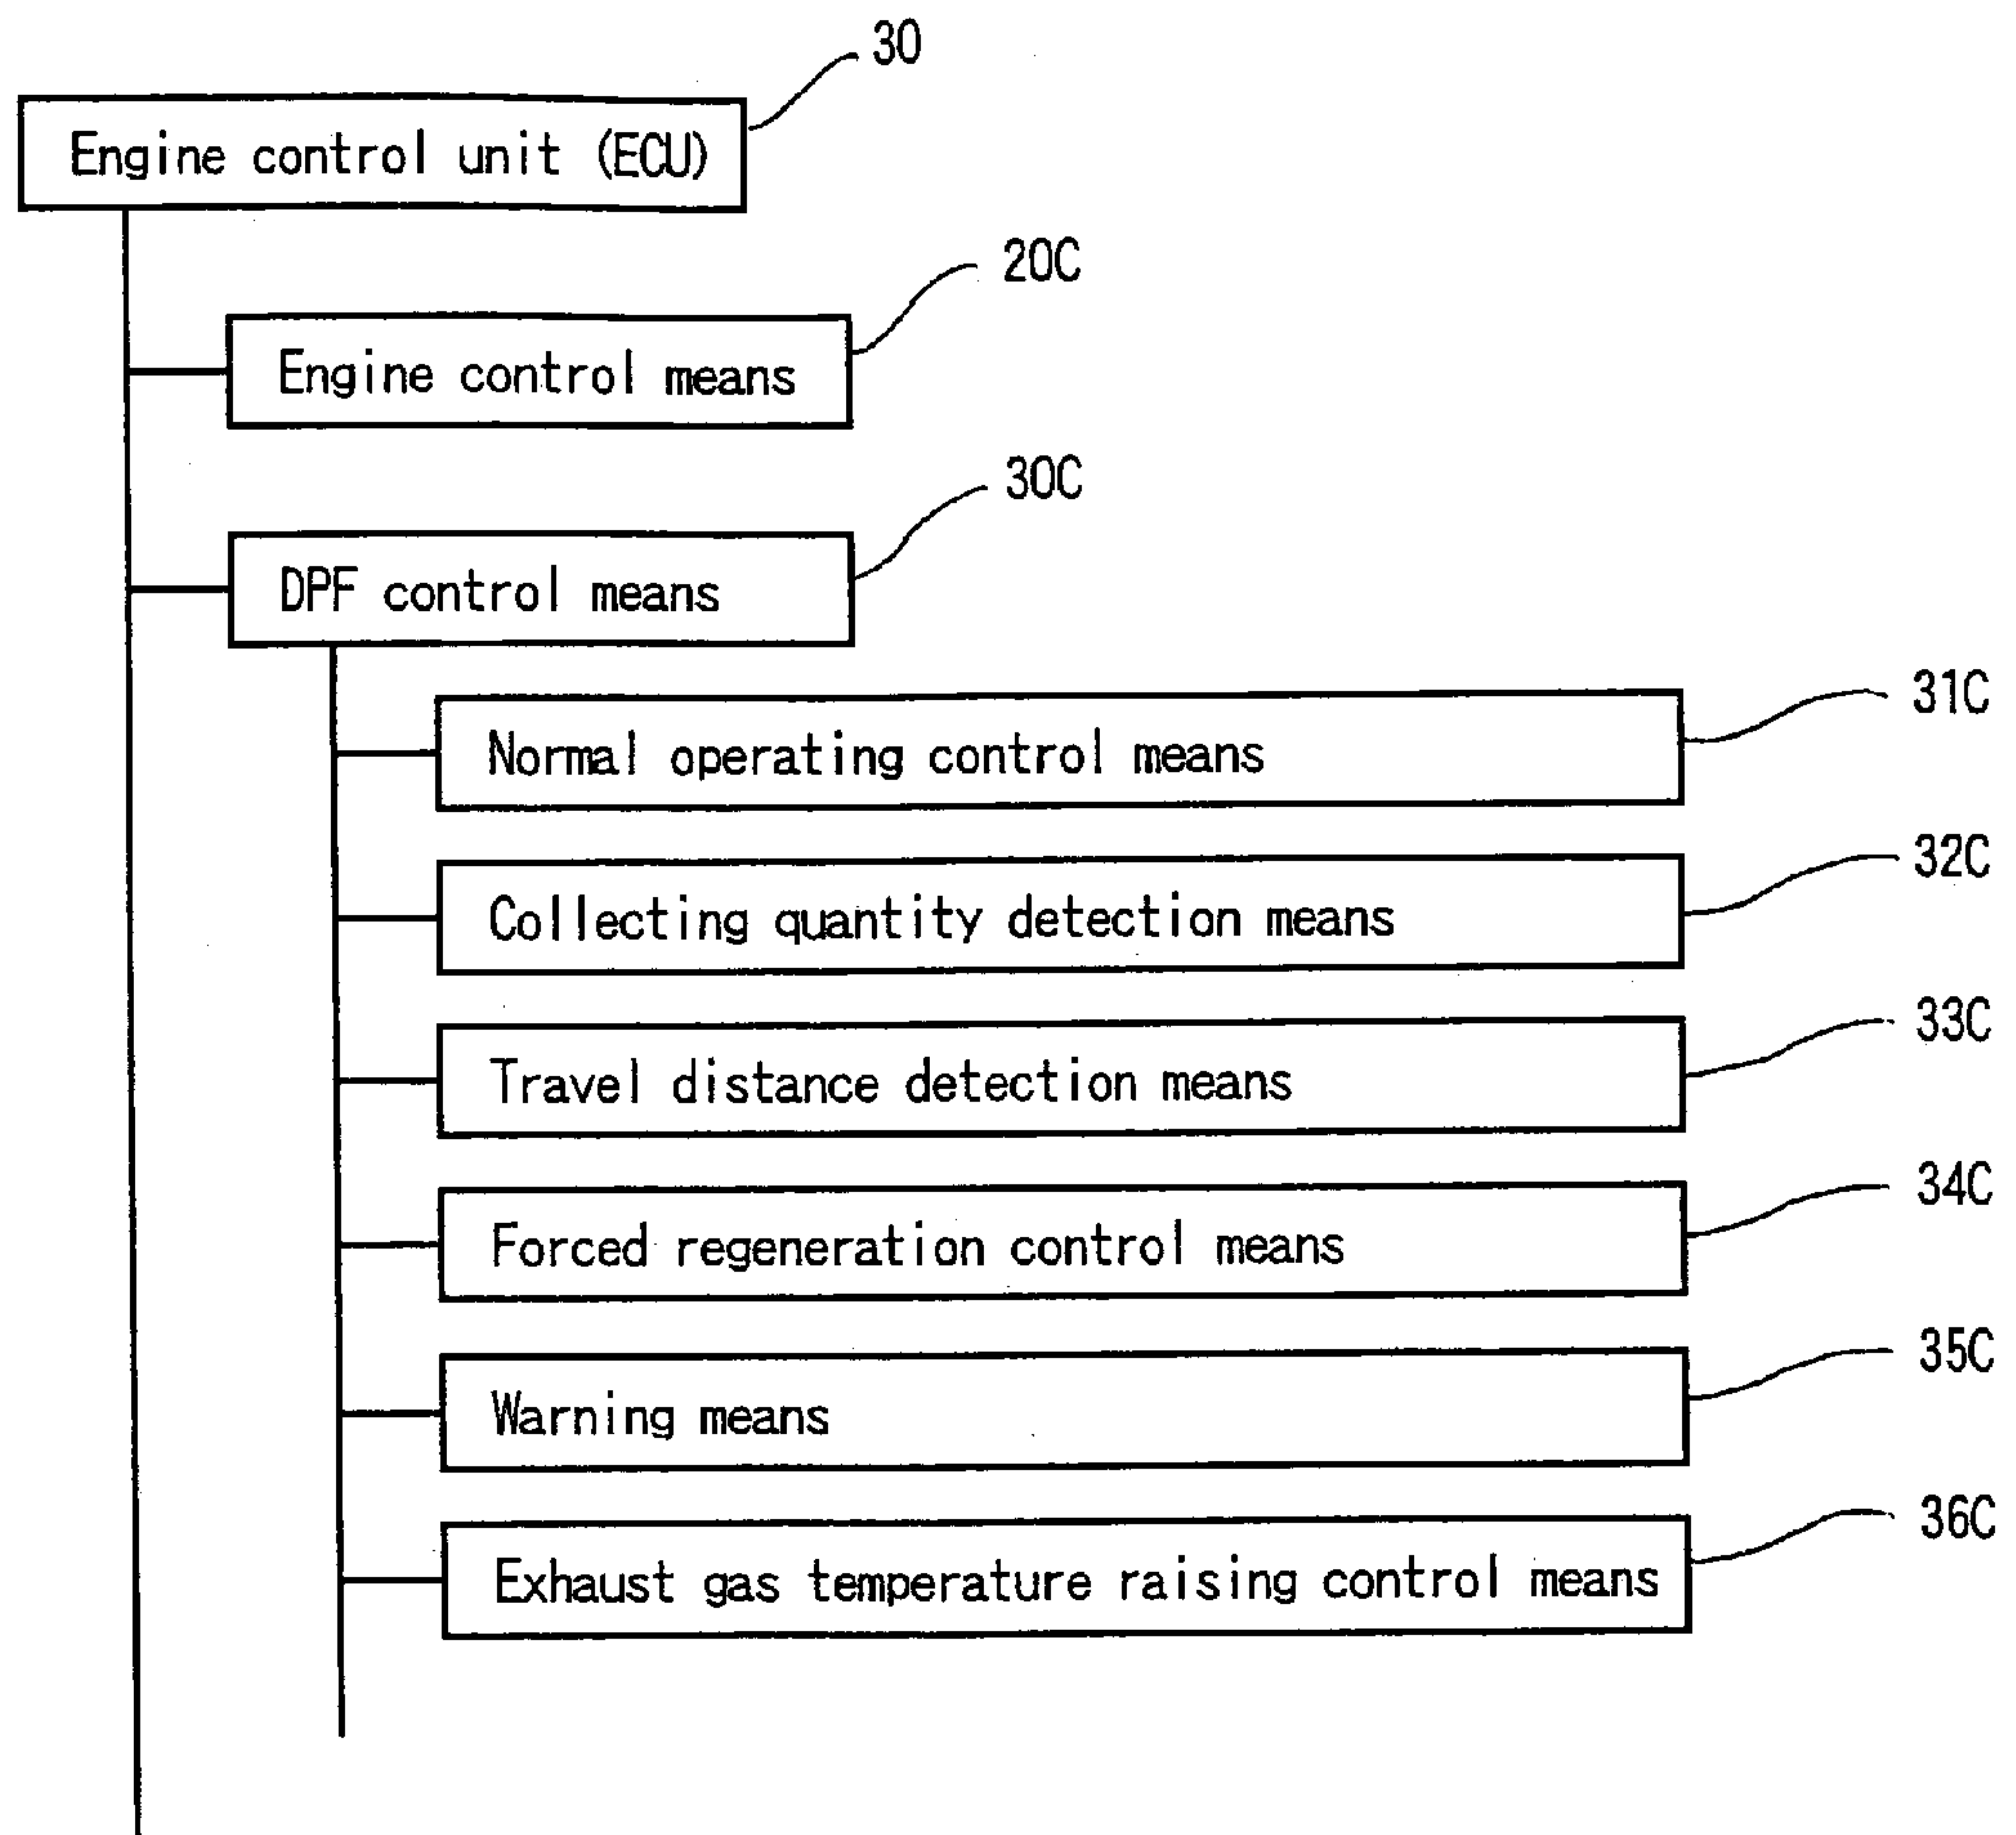 30
Engine control unit (ECU)
20C
Engine control means
30C
DPF control means
31C
Normal operating control means
32C
Collecting quantity detection means
33C
Travel distance detection means
34C
Forced regeneration control means
35C
Warning means
36C
Exhaust gas temperature raising control means